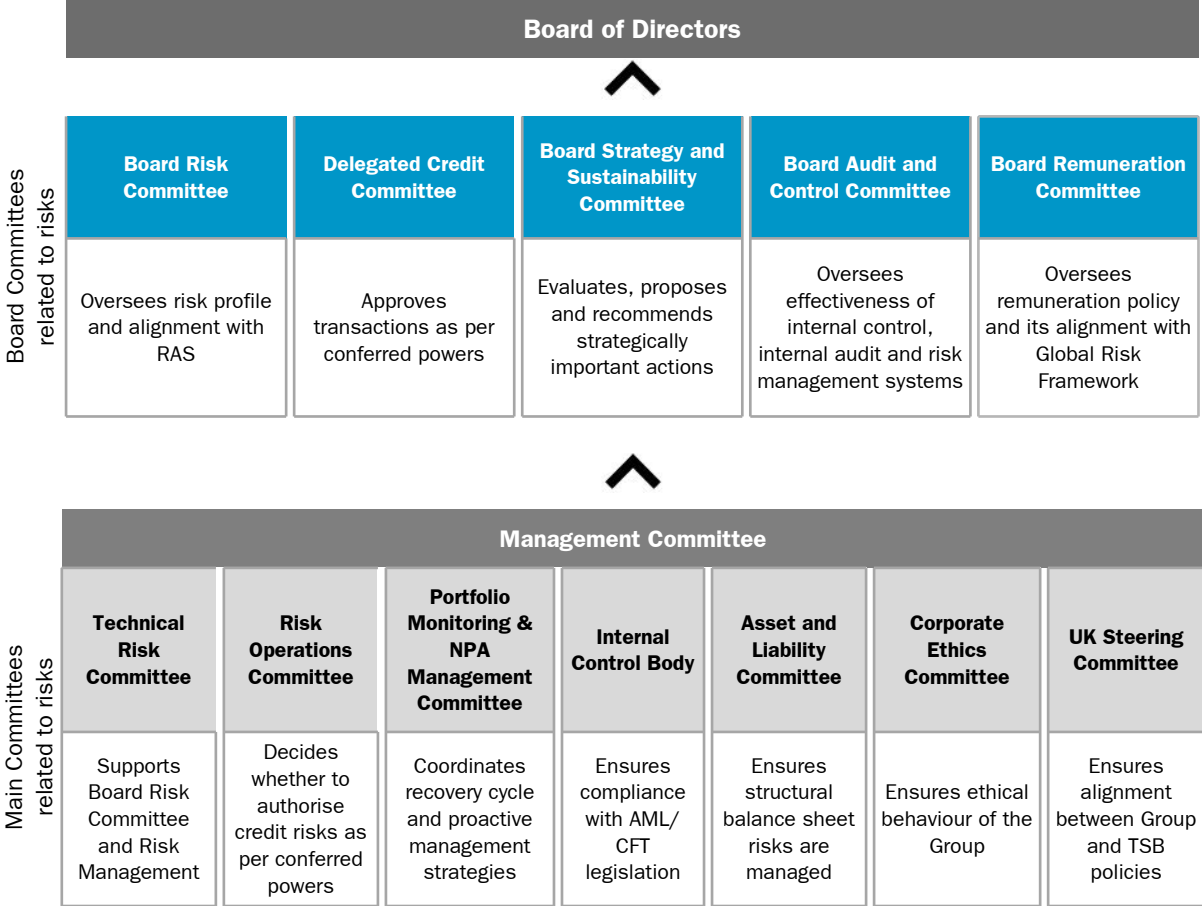 Board of Directors
Board Committees
related to risks
Board Risk
Committee
Oversees risk profile
and alignment with
RAS
Delegated Credit
Committee
Approves
transactions as per
conferred powers
Board Strategy and
Sustainability
Committee
Evaluates, proposes
and recommends
strategically
important actions
Board Audit and
Control Committee
Oversees
effectiveness of
internal control,
internal audit and risk
management systems
Board Remuneration
Committee
Oversees
remuneration policy
and its alignment with
Global Risk
Framework
Management Committee
Main Committees
related to risks
Technical
Risk
Committee
Supports
Board Risk
Committee
and Risk
Management
Risk
Operations
Committee
Decides
whether to
authorise
credit risks as
per conferred
powers
Portfolio
Monitoring &
NPA
Management
Committee
Coordinates
recovery cycle
and proactive
management
strategies
Internal
Control Body
Ensures
compliance
with AML/
CFT
legislation
Asset and
Liability
Committee
Ensures
structural
balance sheet
risks are
managed
Corporate
Ethics
Committee
Ensures ethical
behaviour of the
Group
UK Steering
Committee
Ensures
alignment
between Group
and TSB
policies